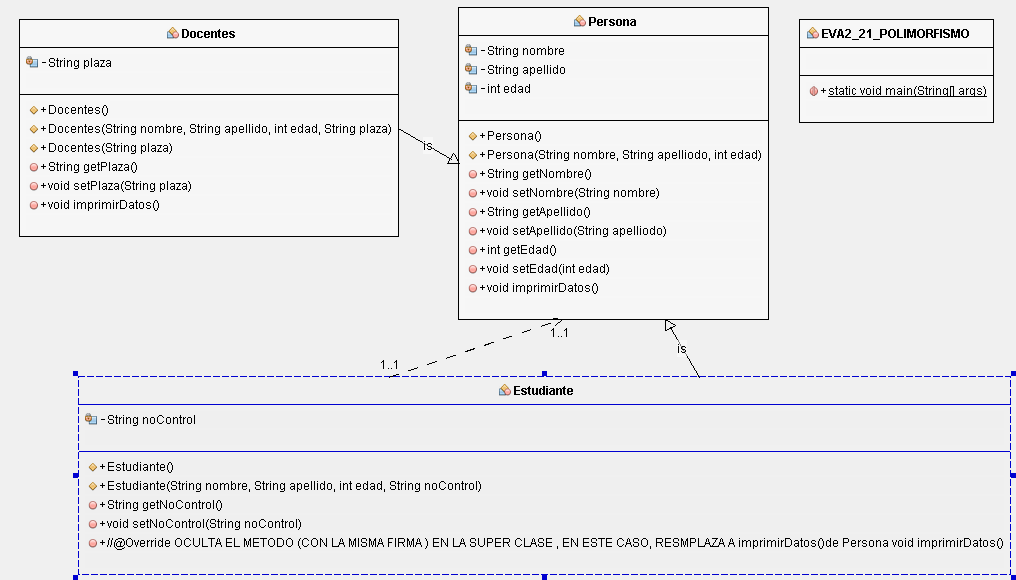 Docentes
-String plaza
+Docentes()
+Docentes(String nombre, String apellido, int edad, String plaza)
+Docentes(String plaza)
+String getPlaza()
+void setPlaza(String plaza)
+void imprimirDatos()
is
Persona
-String nombre
-String apellido
-int edad
+Persona()
+Persona(String nombre, String apelliodo, int edad)
+String getNombre()
+void setNombre(String nombre)
+String getApellido()
+void setApellido(String apelliodo)
+int getEdad()
+void setEdad(int edad)
+void imprimirDatos()
EVA2_21_POLIMORFISMO
+static void main(String[] args)
1..1
is
1..1
Estudiante
-String noControl
+Estudiante()
+Estudiante(String nombre, String apellido, int edad, String noControl)
+String getNoControl()
+void setNoControl(String noControl)
+//@Override OCULTA EL METODO (CON LA MISMA FIRMA ) EN LA SUPER CLASE , EN ESTE CASO, RESMPLAZA A imprimirDatos()de Persona void imprimirDatos()